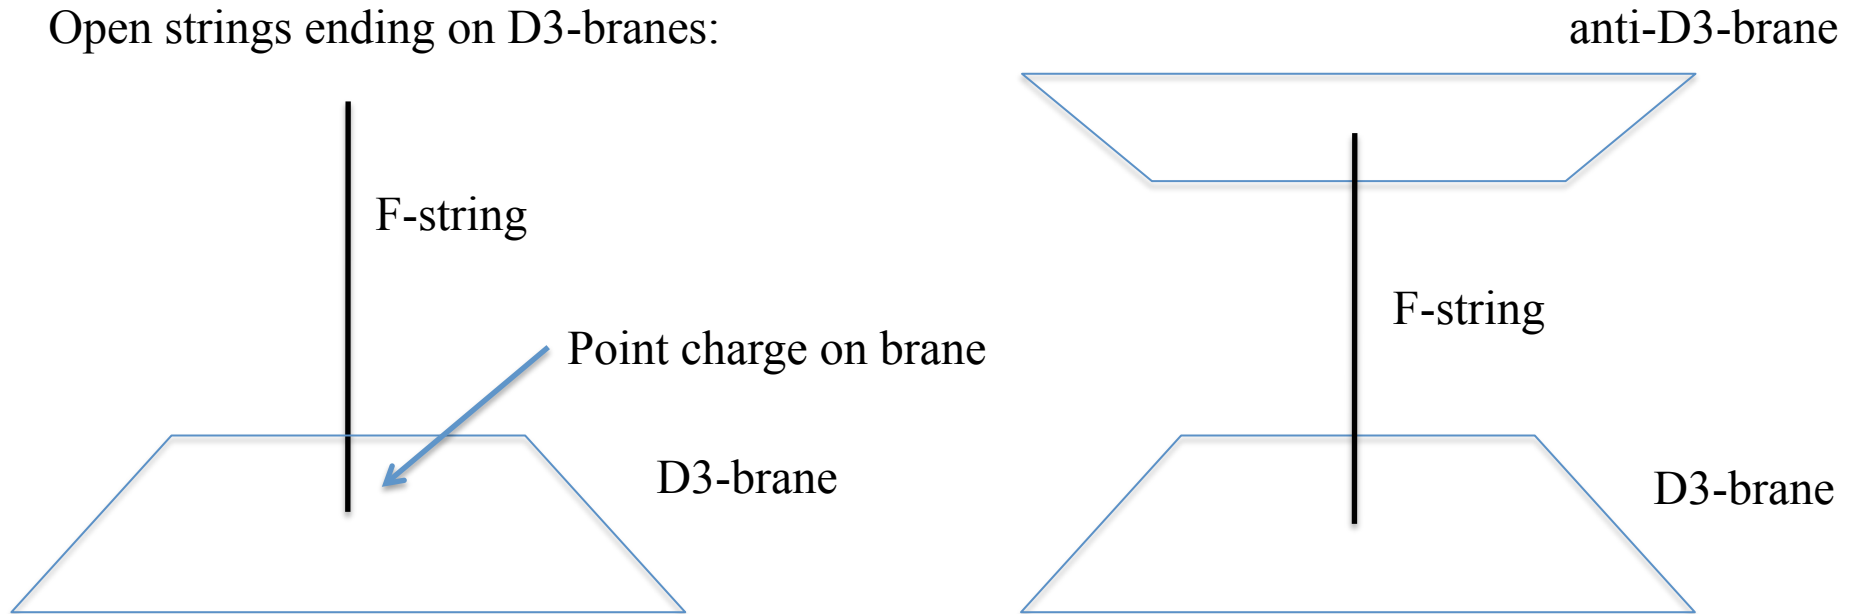 Open strings ending on D3-branes:
F-string
Point charge on brane
D3-brane
anti-D3-brane
F-string
D3-brane